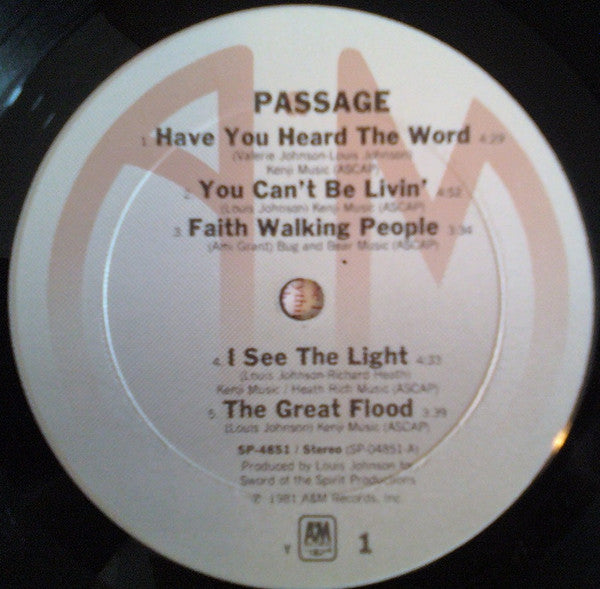 A M
PASSAGE
1. Have You Heard The Word 4:29
(Valerie Johnson-Louis Johnson)
Kenji Music (ASCAP)
2. You Can't Be Livin' 4:52
(Louis Johnson) Kenji Music (ASCAP)
3. Faith Walking People 3:34
(Ami Grant) Bug and Bear Music (ASCAP)
4. I See The Light 4:33
(Louis Johnson-Richard Heath)
Kenji Music / Heath Rich Music (ASCAP)
5. The Great Flood 3:39
(Louis Johnson) Kenji Music (ASCAP)
SP-4851 / Stereo (SP-04851-A)
Produced by Louis Johnson for
Sword of the Spirit Productions
℗ 1981 A&M Records, Inc.
Y A&M 1